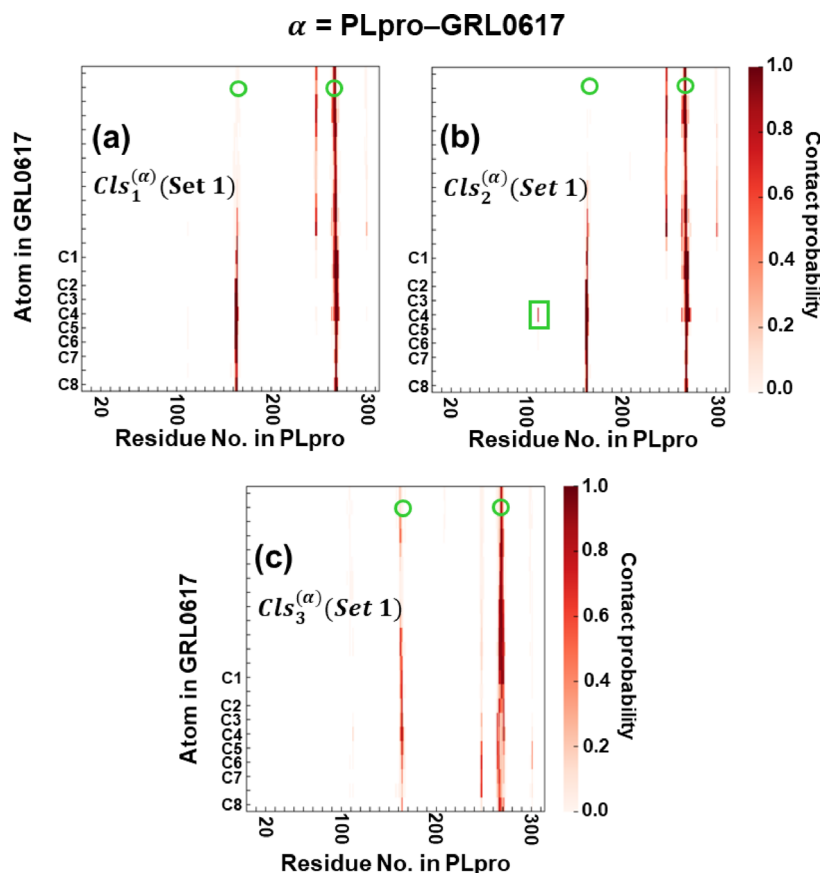 α = PLpro–GRL0617
(a)
Cls₁⁽ᵅ⁾(Set 1)
Atom in GRL0617
C1
C2
C3
C4
C5
C6
C7
C8
20
100
200
300
Residue No. in PLpro
(b)
Cls₂⁽ᵅ⁾(Set 1)
C1
C2
C3
C4
C5
C6
C7
C8
20
100
200
300
Residue No. in PLpro
1.0
0.8
0.6
0.4
0.2
0.0
Contact probability
(c)
Cls₃⁽ᵅ⁾(Set 1)
Atom in GRL0617
C1
C2
C3
C4
C5
C6
C7
C8
20
100
200
300
Residue No. in PLpro
1.0
0.8
0.6
0.4
0.2
0.0
Contact probability